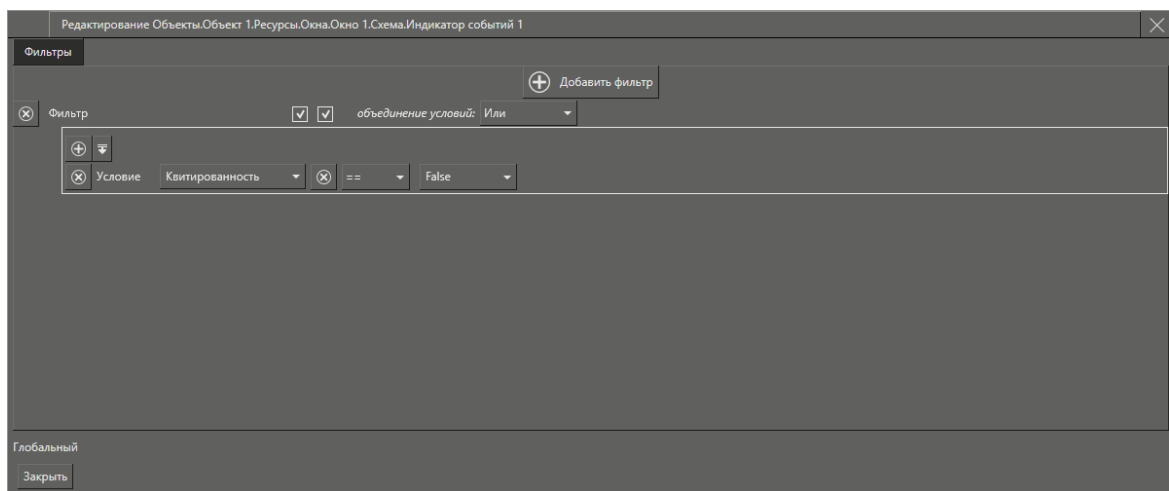 Редактирование Объекты.Объект 1.Ресурсы.Окна.Окно 1.Схема.Индикатор событий 1
Фильтры
Добавить фильтр
Фильтр объединение условий: Или
Условие Квитированность == False
Глобальный
Закрыть